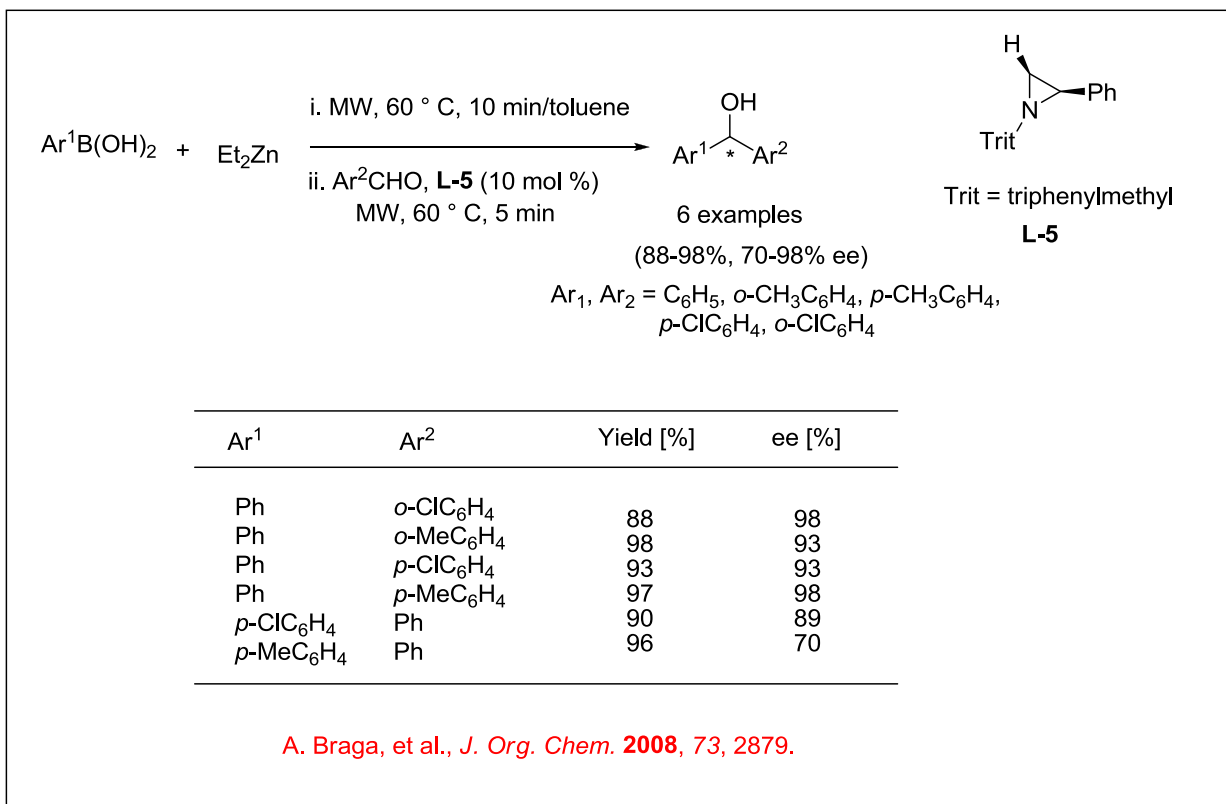 i. MW, 60 ° C, 10 min/toluene
Ar¹B(OH)₂ + Et₂Zn
ii. Ar²CHO, L-5 (10 mol %)
MW, 60 ° C, 5 min
OH
Ar¹ * Ar²
6 examples
(88-98%, 70-98% ee)
Ar₁, Ar₂ = C₆H₅, o-CH₃C₆H₄, p-CH₃C₆H₄,
p-ClC₆H₄, o-ClC₆H₄
H
Ph
N
Trit
Trit = triphenylmethyl
L-5
Ar¹ Ar² Yield [%] ee [%]
Ph o-ClC₆H₄ 88 98
Ph o-MeC₆H₄ 98 93
Ph p-ClC₆H₄ 93 93
Ph p-MeC₆H₄ 97 98
p-ClC₆H₄ Ph 90 89
p-MeC₆H₄ Ph 96 70
A. Braga, et al., J. Org. Chem. 2008, 73, 2879.